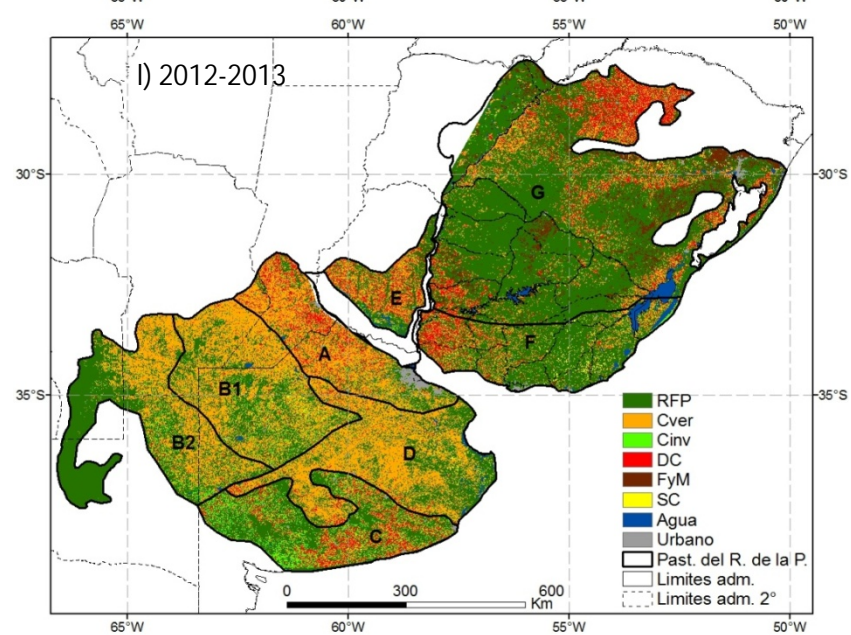 65°W 60°W 55°W 50°W
I) 2012-2013
30°S 30°S
G
E
F
A
35°S 35°S
B1
B2
D
C
RFP
Cver
Cinv
DC
FyM
SC
Agua
Urbano
Past. del R. de la P.
Limites adm.
Limites adm. 2°
0 300 600
Km
65°W 60°W 55°W 50°W